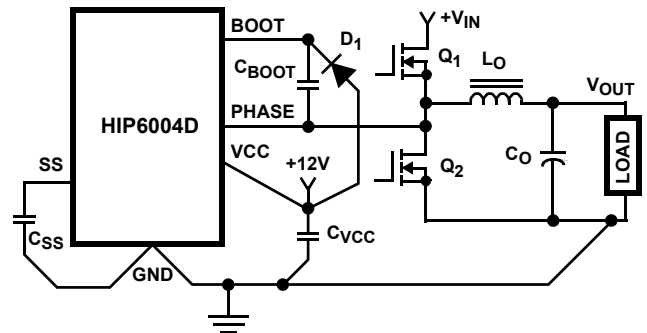 BOOT
D1
+VIN
CBOOT
Q1
LO
VOUT
HIP6004D
PHASE
VCC
+12V
SS
Q2
CO
LOAD
CSS
CVCC
GND